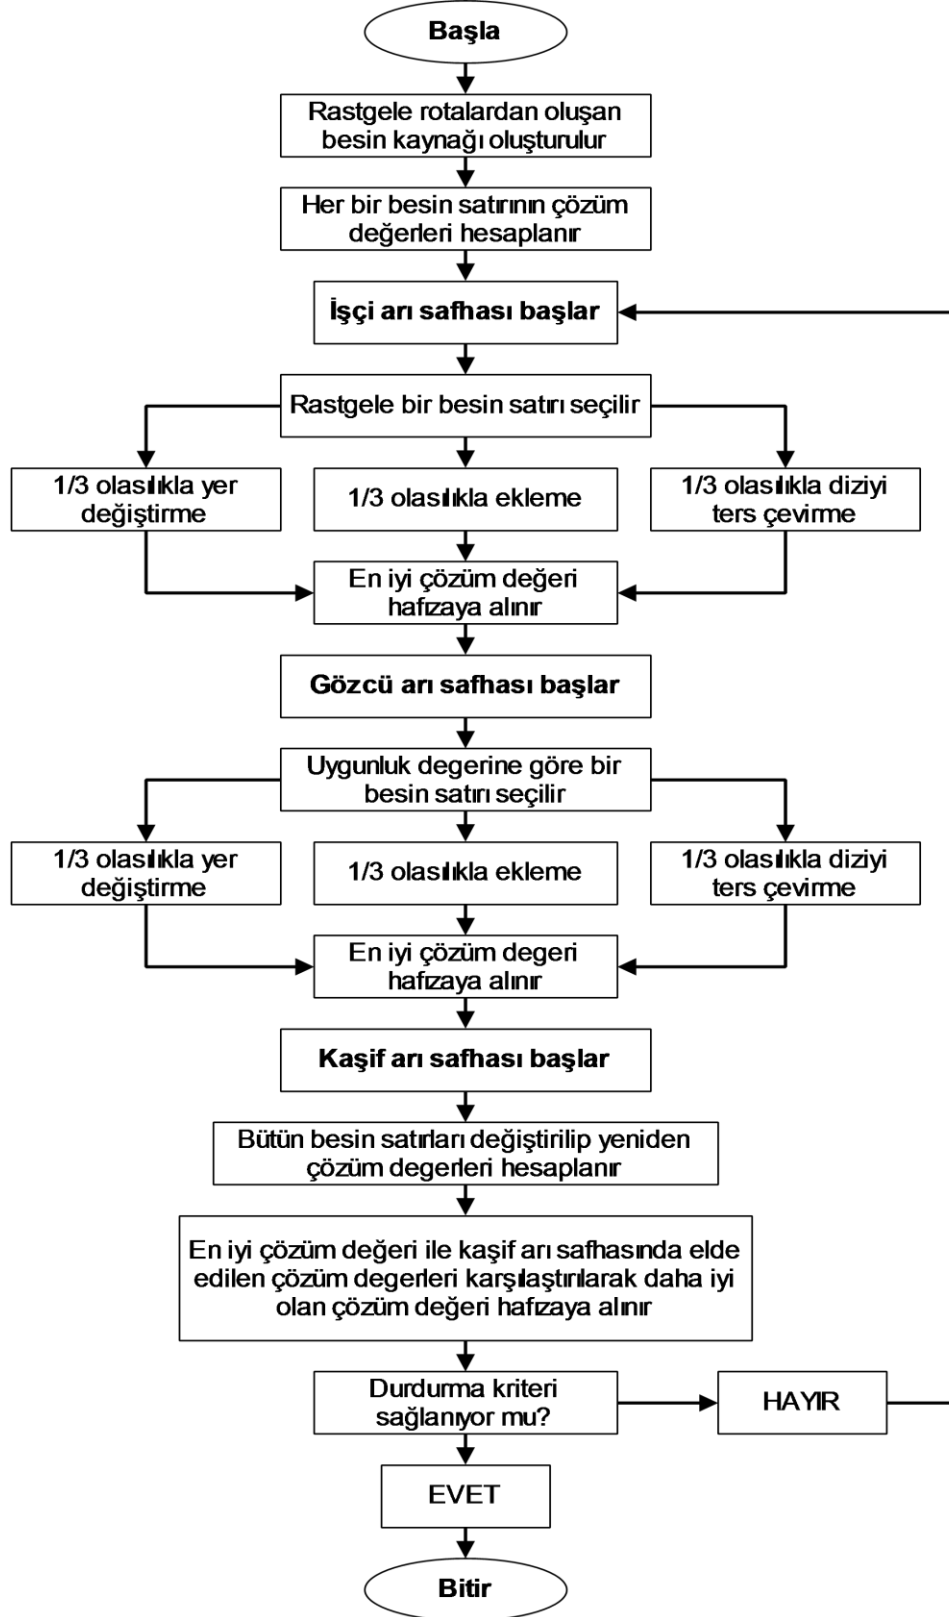 Başla
Rastgele rotalardan oluşan
besin kaynağı oluşturulur
Her bir besin satırının çözüm
değerleri hesaplanır
İşçi arı safhası başlar
Rastgele bir besin satırı seçilir
1/3 olasılıkla yer
değiştirme
1/3 olasılıkla ekleme
1/3 olasılıkla diziyi
ters çevirme
En iyi çözüm değeri
hafızaya alınır
Gözcü arı safhası başlar
Uygunluk degerine göre bir
besin satırı seçilir
1/3 olasılıkla yer
değiştirme
1/3 olasılıkla ekleme
1/3 olasılıkla diziyi
ters çevirme
En iyi çözüm degeri
hafızaya alınır
Kaşif arı safhası başlar
Bütün besin satırları değiştirilip yeniden
çözüm degerleri hesaplanır
En iyi çözüm değeri ile kaşif arı safhasında elde
edilen çözüm degerleri karşılaştırılarak daha iyi
olan çözüm değeri hafızaya alınır
Durdurma kriteri
sağlanıyor mu?
HAYIR
EVET
Bitir